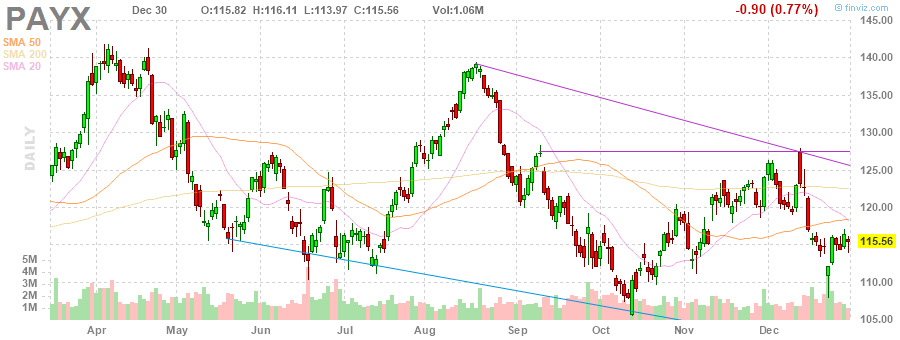 PAYX Dec 30 O:115.82 H:116.11 L:113.97 C:115.56 Vol:1.06M -0.90 (0.77%) © finviz.com
SMA 50
SMA 200
SMA 20
DAILY
145.00
140.00
135.00
130.00
125.00
120.00
115.56
110.00
105.00
5M
4M
3M
2M
1M
Apr May Jun Jul Aug Sep Oct Nov Dec